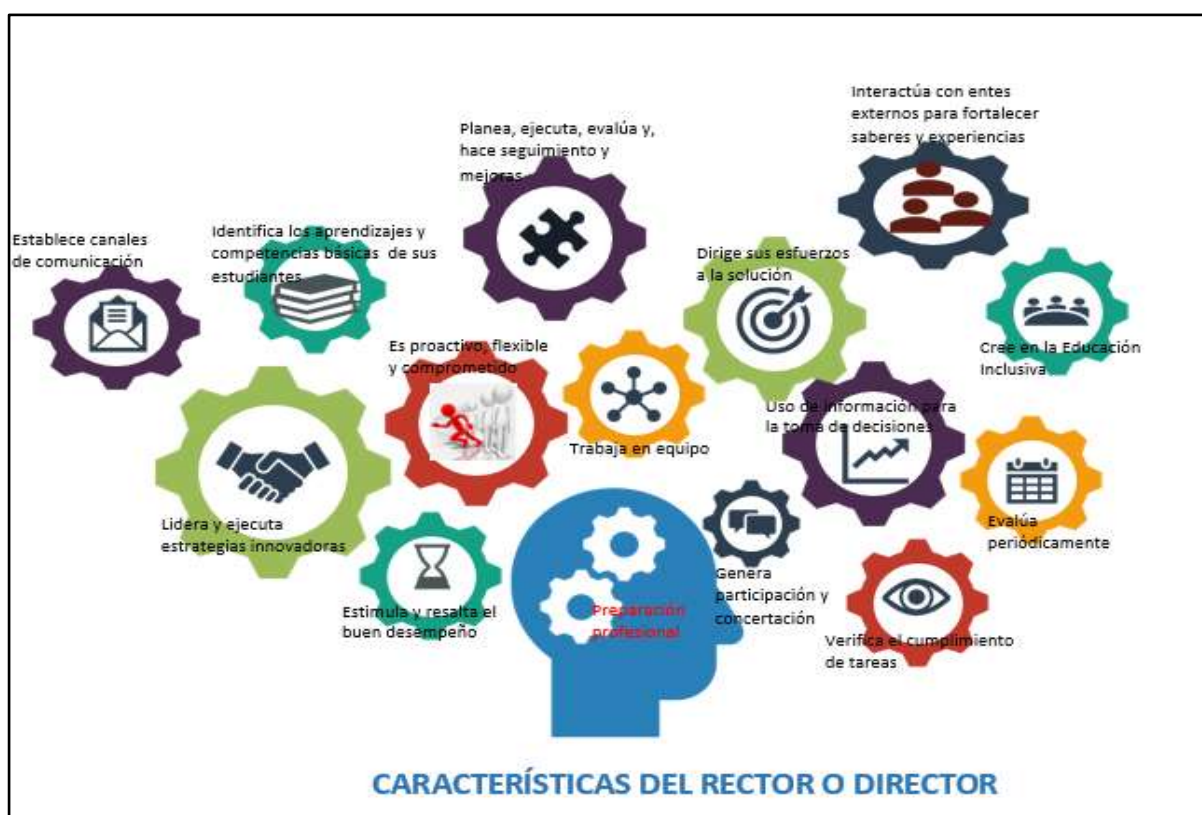 Interactúa con entes
externos para fortalecer
saberes y experiencias
Planea, ejecuta, evalúa y,
hace seguimiento y
mejoras
Identifica los aprendizajes y
competencias básicas  de sus
estudiantes
Establece canales
de comunicación
Dirige sus esfuerzos
a la solución
Es proactivo, flexible
y comprometido
Cree en la Educación
Inclusiva
Trabaja en equipo
Uso de información para
la toma de decisiones
Lidera y ejecuta
estrategias innovadoras
Evalúa
periódicamente
Estimula y resalta el
buen desempeño
Preparación
profesional
Genera
participación y
concertación
Verifica el cumplimiento
de tareas
CARACTERÍSTICAS DEL RECTOR O DIRECTOR